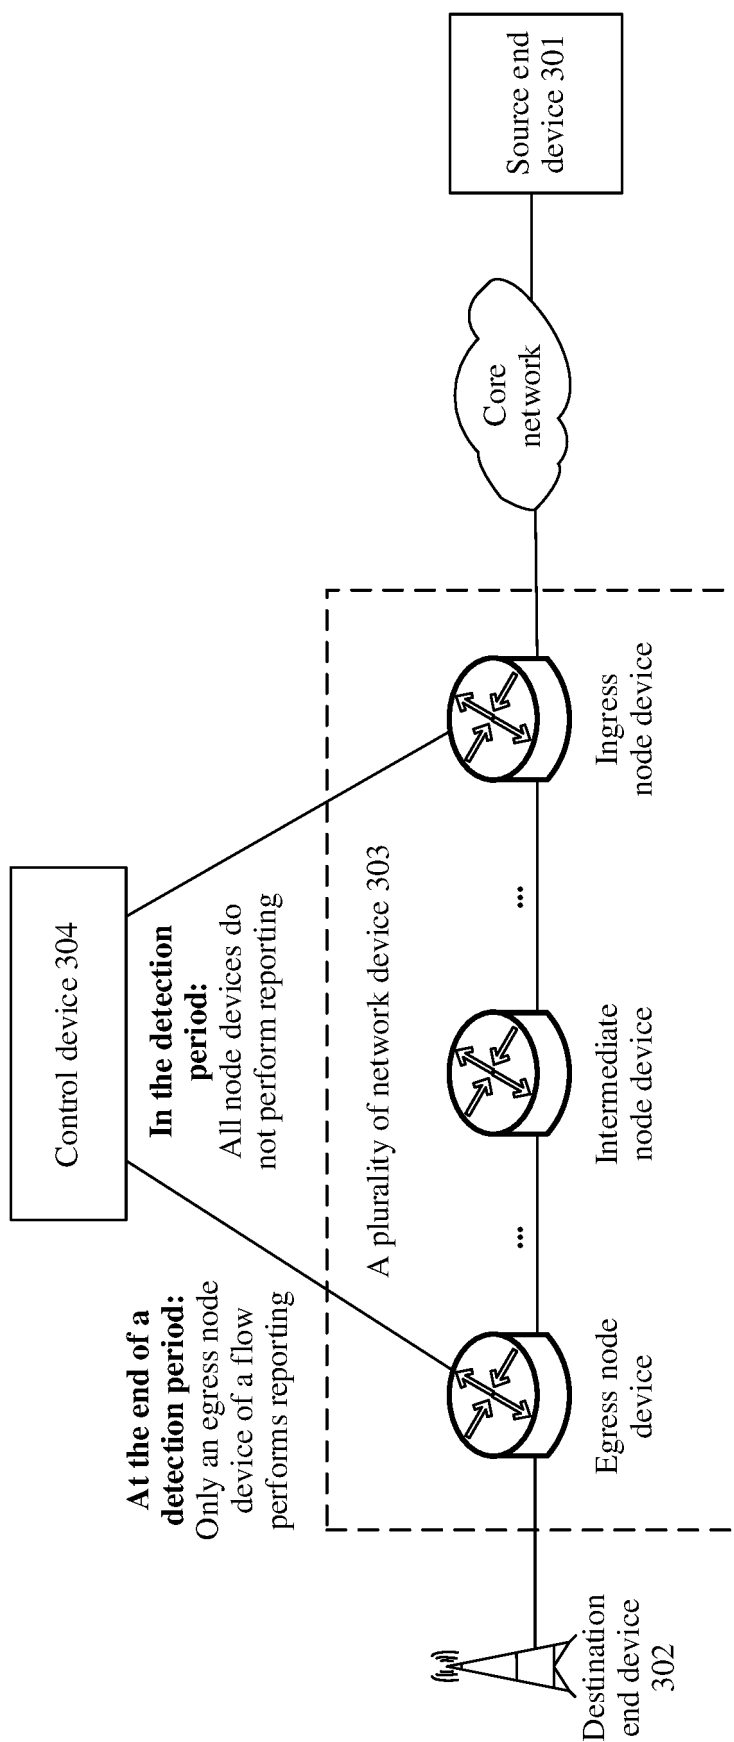 Control device 304
At the end of a
detection period:
Only an egress node
device of a flow
performs reporting
In the detection
period:
All node devices do
not perform reporting
A plurality of network device 303
...
...
Core
network
Source end
device 301
Destination
end device
302
Egress node
device
Intermediate
node device
Ingress
node device